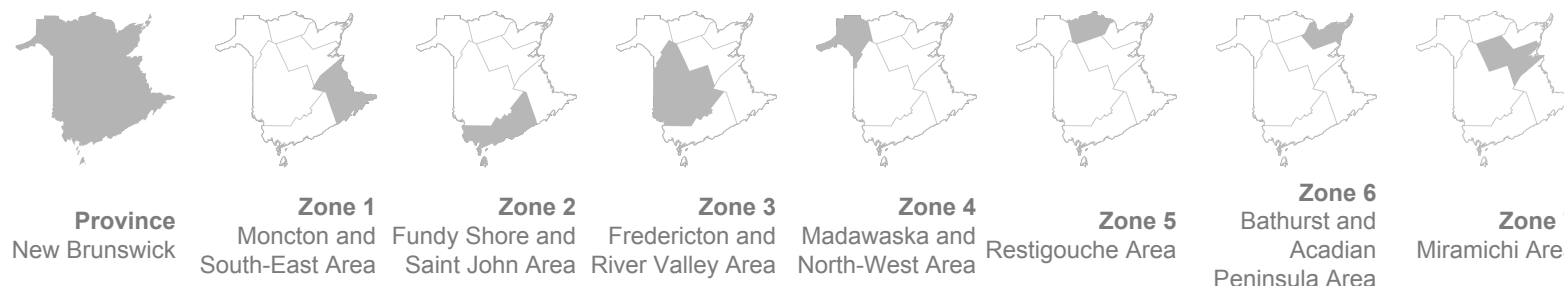 Province
New Brunswick
Zone 1
Moncton and
South-East Area
Zone 2
Fundy Shore and
Saint John Area
Zone 3
Fredericton and
River Valley Area
Zone 4
Madawaska and
North-West Area
Zone 5
Restigouche Area
Zone 6
Bathurst and
Acadian
Peninsula Area
Zone
Miramichi Are